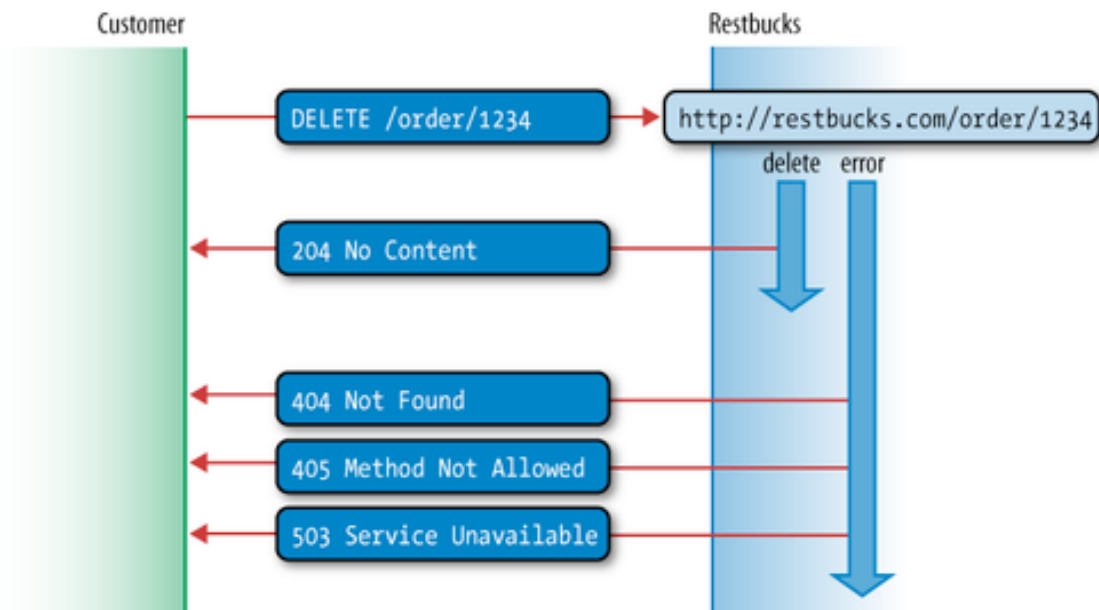 Customer
Restbucks
DELETE /order/1234
http://restbucks.com/order/1234
delete error
204 No Content
404 Not Found
405 Method Not Allowed
503 Service Unavailable